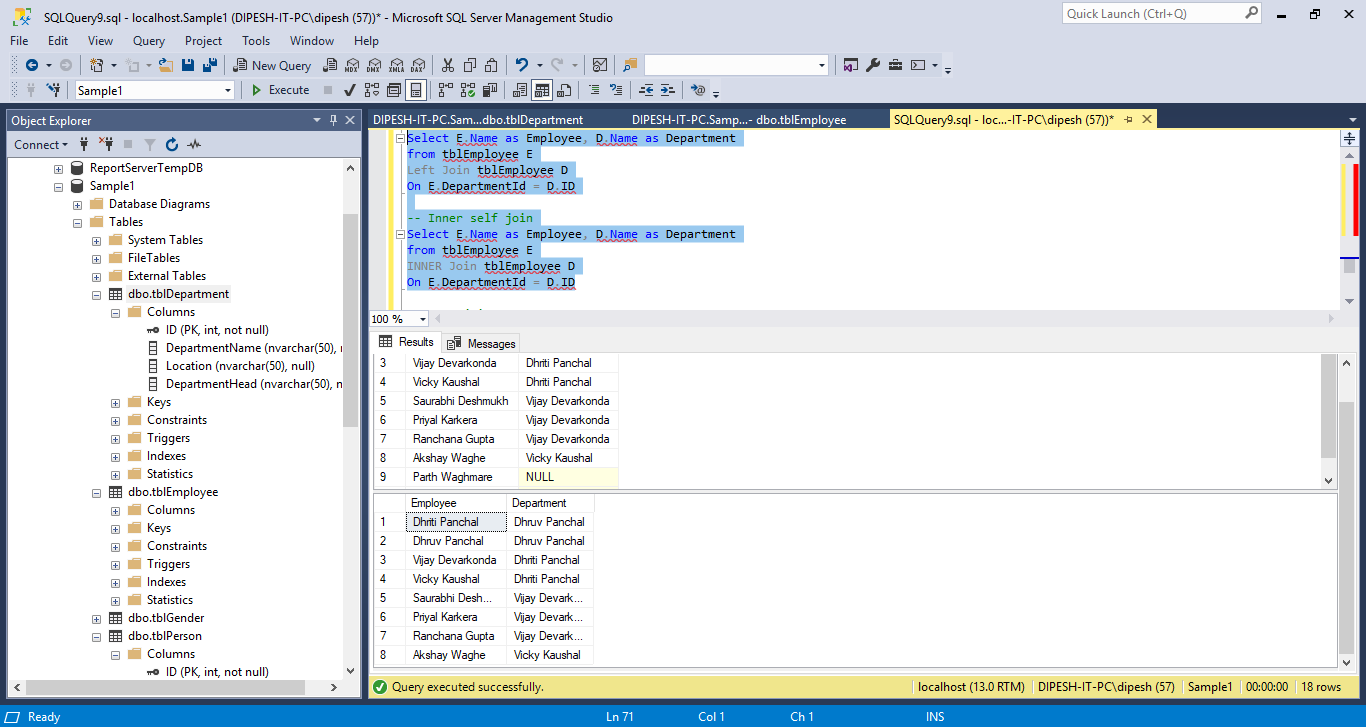 SQLQuery9.sql - localhost.Sample1 (DIPESH-IT-PC\dipesh (57))* - Microsoft SQL Server Management Studio
Quick Launch (Ctrl+Q)
File Edit View Query Project Tools Window Help
New Query
MDX DMX XMLA DAX
Sample1
Execute
Object Explorer
Connect
ReportServerTempDB
Sample1
Database Diagrams
Tables
System Tables
FileTables
External Tables
dbo.tblDepartment
Columns
ID (PK, int, not null)
DepartmentName (nvarchar(50), n
Location (nvarchar(50), null)
DepartmentHead (nvarchar(50), n
Keys
Constraints
Triggers
Indexes
Statistics
dbo.tblEmployee
Columns
Keys
Constraints
Triggers
Indexes
Statistics
dbo.tblGender
dbo.tblPerson
Columns
ID (PK, int, not null)
DIPESH-IT-PC.Sam...dbo.tblDepartment
DIPESH-IT-PC.Samp...- dbo.tblEmployee
SQLQuery9.sql - loc...-IT-PC\dipesh (57))*
Select E.Name as Employee, D.Name as Department
from tblEmployee E
Left Join tblEmployee D
On E.DepartmentId = D.ID
-- Inner self join
Select E.Name as Employee, D.Name as Department
from tblEmployee E
INNER Join tblEmployee D
On E.DepartmentId = D.ID
100 %
Results Messages
3 Vijay Devarkonda Dhriti Panchal
4 Vicky Kaushal Dhriti Panchal
5 Saurabhi Deshmukh Vijay Devarkonda
6 Priyal Karkera Vijay Devarkonda
7 Ranchana Gupta Vijay Devarkonda
8 Akshay Waghe Vicky Kaushal
9 Parth Waghmare NULL
Employee Department
1 Dhriti Panchal Dhruv Panchal
2 Dhruv Panchal Dhruv Panchal
3 Vijay Devarkonda Dhriti Panchal
4 Vicky Kaushal Dhriti Panchal
5 Saurabhi Desh... Vijay Devark...
6 Priyal Karkera Vijay Devark...
7 Ranchana Gupta Vijay Devark...
8 Akshay Waghe Vicky Kaushal
Query executed successfully.
localhost (13.0 RTM) DIPESH-IT-PC\dipesh (57) Sample1 00:00:00 18 rows
Ready
Ln 71 Col 1 Ch 1 INS